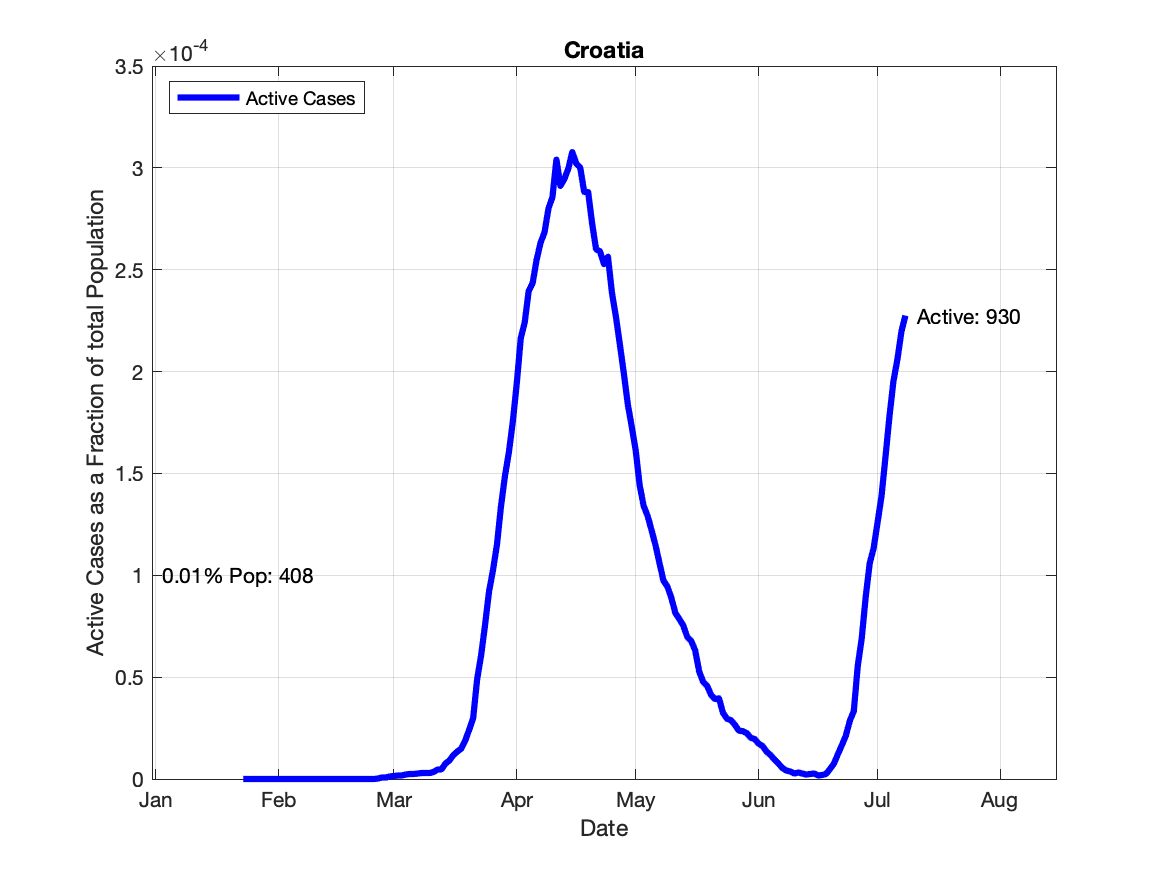 Croatia
×10-4
3.5
3
2.5
2
1.5
1
0.5
0
Active Cases as a Fraction of total Population
Active Cases
Active: 930
0.01% Pop: 408
Jan Feb Mar Apr May Jun Jul Aug
Date